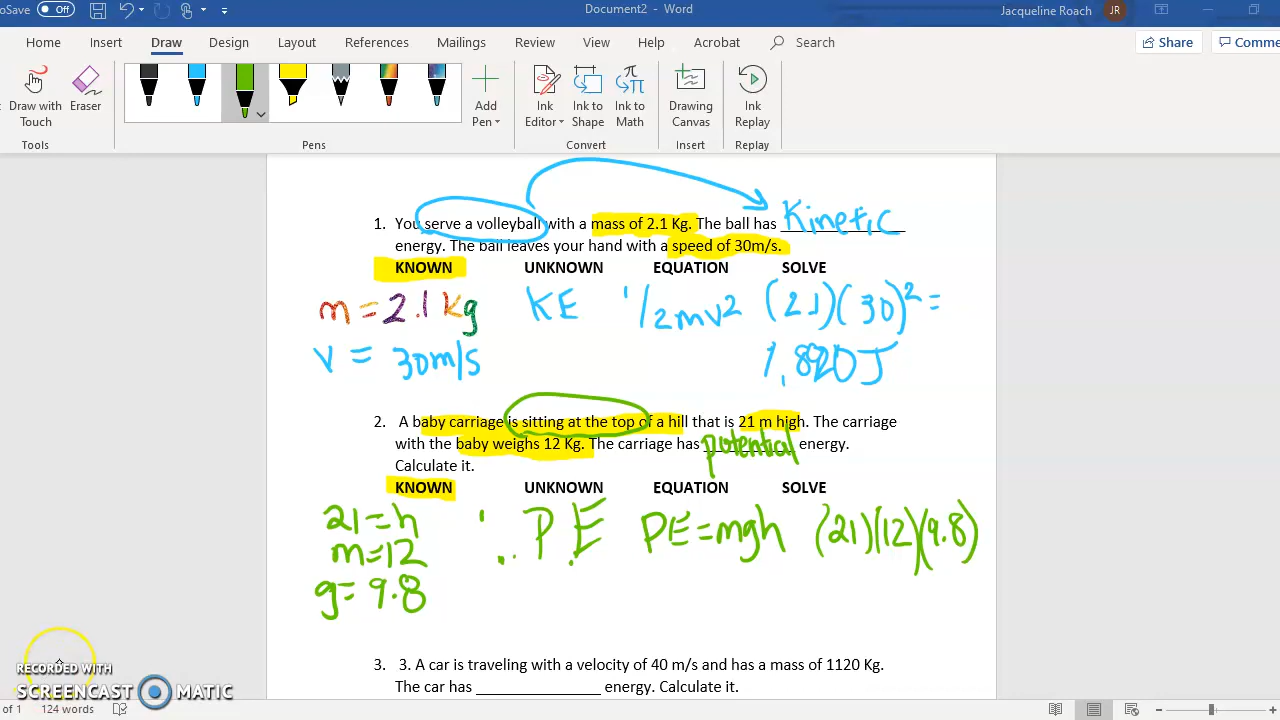 oSave Off Document2 - Word Jacqueline Roach JR
Home Insert Draw Design Layout References Mailings Review View Help Acrobat Search Share Comme
Draw with Touch
Eraser
Add Pen
Ink Editor
Ink to Shape
Ink to Math
Drawing Canvas
Ink Replay
Tools Pens Convert Insert Replay
1. You serve a volleyball with a mass of 2.1 Kg. The ball has Kinetic
energy. The ball leaves your hand with a speed of 30m/s.
KNOWN UNKNOWN EQUATION SOLVE
m = 2.1 Kg KE 1/2mv² (2.1)(30)² =
v = 30m/s
2. A baby carriage is sitting at the top of a hill that is 21 m high. The carriage
with the baby weighs 12 Kg. The carriage has potential energy.
Calculate it.
KNOWN UNKNOWN EQUATION SOLVE
21 = h PE PE = mgh (21)(12)(9.8)
m = 12
g = 9.8
3. 3. A car is traveling with a velocity of 40 m/s and has a mass of 1120 Kg.
The car has ______________ energy. Calculate it.
RECORDED WITH
SCREENCAST MATIC
of 1 124 words